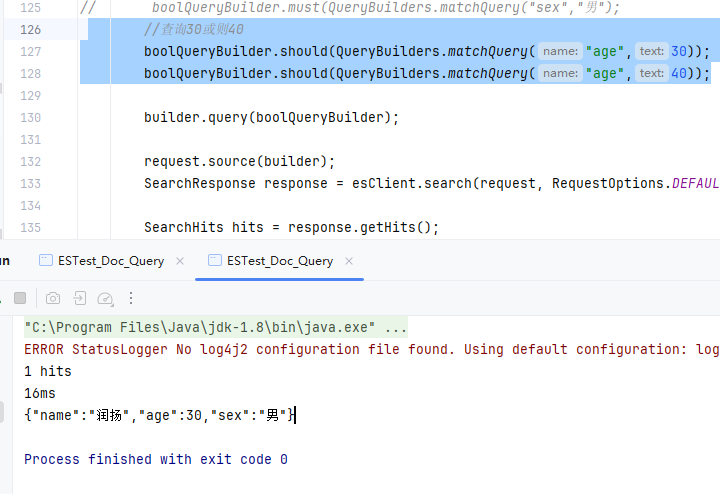 125 //       boolQueryBuilder.must(QueryBuilders.matchQuery("sex","男");
126 //查询30或则40
127 boolQueryBuilder.should(QueryBuilders.matchQuery( name: "age", text: 30));
128 boolQueryBuilder.should(QueryBuilders.matchQuery( name: "age", text: 40));
129
130 builder.query(boolQueryBuilder);
131
132 request.source(builder);
133 SearchResponse response = esClient.search(request, RequestOptions.DEFAUL
134
135 SearchHits hits = response.getHits();
un ESTest_Doc_Query × ESTest_Doc_Query ×
"C:\Program Files\Java\jdk-1.8\bin\java.exe" ...
ERROR StatusLogger No log4j2 configuration file found. Using default configuration: log
1 hits
16ms
{"name":"润扬","age":30,"sex":"男"}
Process finished with exit code 0